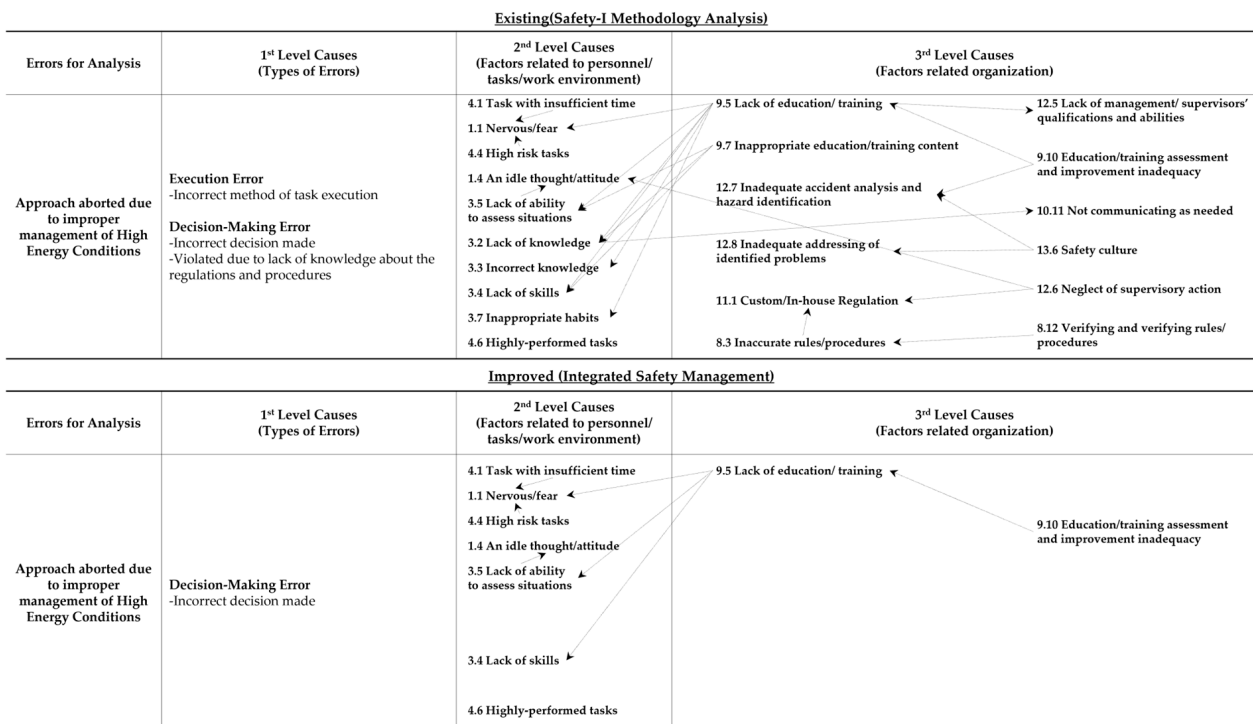 Existing(Safety-I Methodology Analysis)
Errors for Analysis
1st Level Causes
(Types of Errors)
2nd Level Causes
(Factors related to personnel/
tasks/work environment)
3rd Level Causes
(Factors related organization)
Approach aborted due
to improper
management of High
Energy Conditions
Execution Error
-Incorrect method of task execution
Decision-Making Error
-Incorrect decision made
-Violated due to lack of knowledge about the
regulations and procedures
4.1 Task with insufficient time
1.1 Nervous/fear
4.4 High risk tasks
1.4 An idle thought/attitude
3.5 Lack of ability
to assess situations
3.2 Lack of knowledge
3.3 Incorrect knowledge
3.4 Lack of skills
3.7 Inappropriate habits
4.6 Highly-performed tasks
9.5 Lack of education/ training
9.7 Inappropriate education/training content
12.7 Inadequate accident analysis and
hazard identification
12.8 Inadequate addressing of
identified problems
11.1 Custom/In-house Regulation
8.3 Inaccurate rules/procedures
12.5 Lack of management/ supervisors'
qualifications and abilities
9.10 Education/training assessment
and improvement inadequacy
10.11 Not communicating as needed
13.6 Safety culture
12.6 Neglect of supervisory action
8.12 Verifying and verifying rules/
procedures
Improved (Integrated Safety Management)
Errors for Analysis
1st Level Causes
(Types of Errors)
2nd Level Causes
(Factors related to personnel/
tasks/work environment)
3rd Level Causes
(Factors related organization)
Approach aborted due
to improper
management of High
Energy Conditions
Decision-Making Error
-Incorrect decision made
4.1 Task with insufficient time
1.1 Nervous/fear
4.4 High risk tasks
1.4 An idle thought/attitude
3.5 Lack of ability
to assess situations
3.4 Lack of skills
4.6 Highly-performed tasks
9.5 Lack of education/ training
9.10 Education/training assessment
and improvement inadequacy